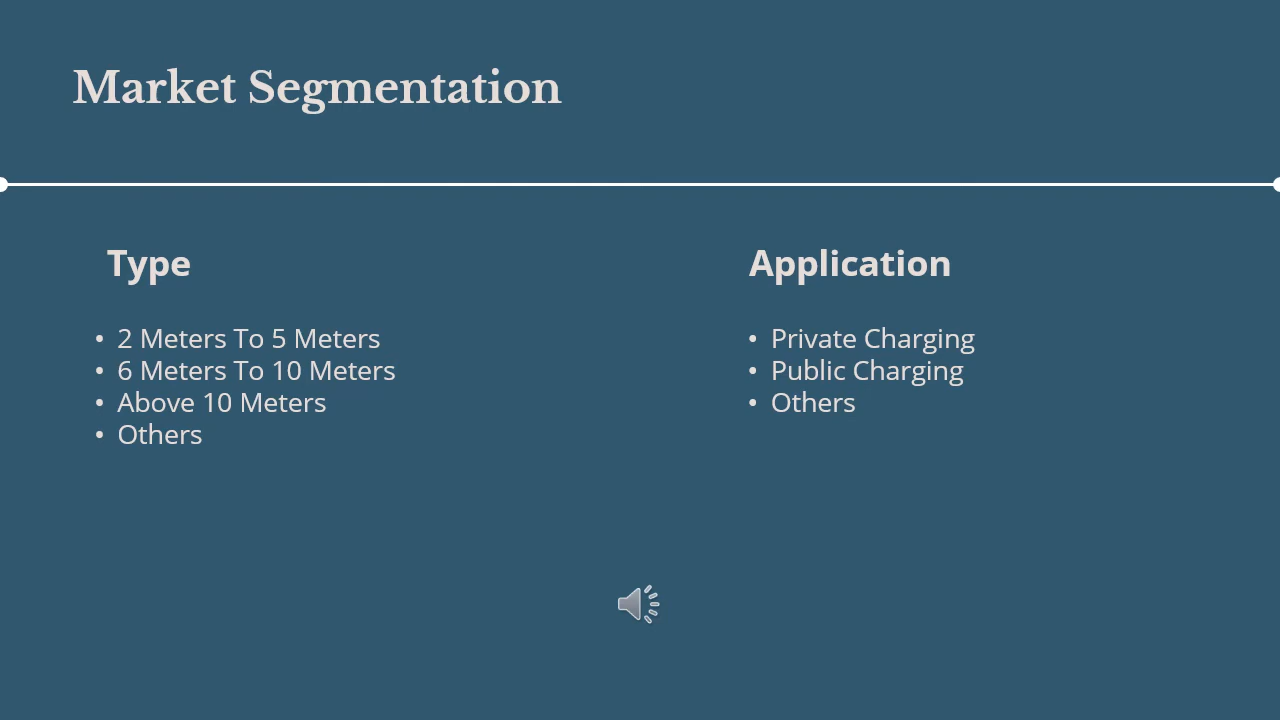 Market Segmentation
Type
• 2 Meters To 5 Meters
• 6 Meters To 10 Meters
• Above 10 Meters
• Others
Application
• Private Charging
• Public Charging
• Others